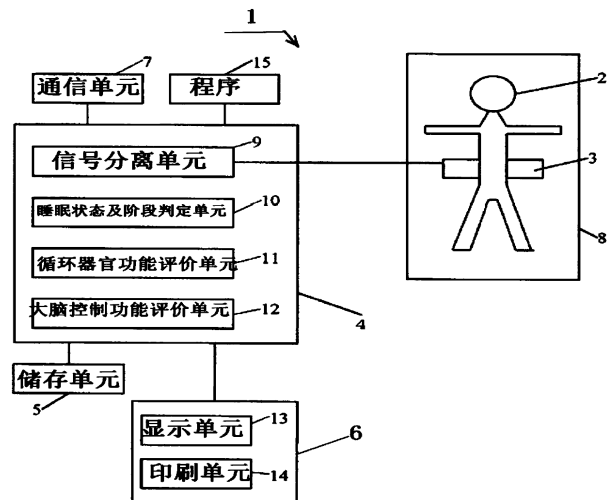 1
7
15
通信单元
程序
2
9
信号分离单元
3
10
睡眠状态及阶段判定单元
8
11
循环器官功能评价单元
12
大脑控制功能评价单元
4
储存单元
5
13
显示单元
6
14
印刷单元